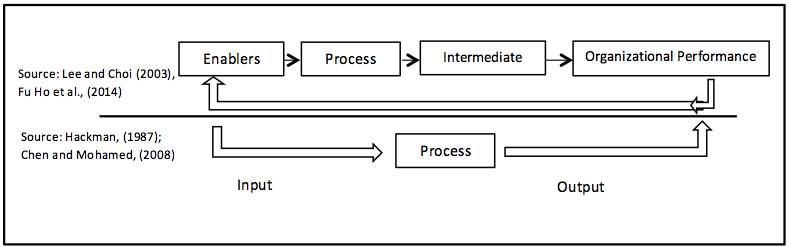 Enablers
Process
Intermediate
Organizational Performance
Source: Lee and Choi (2003),
Fu Ho et al., (2014)
Source: Hackman, (1987);
Chen and Mohamed, (2008)
Process
Input
Output